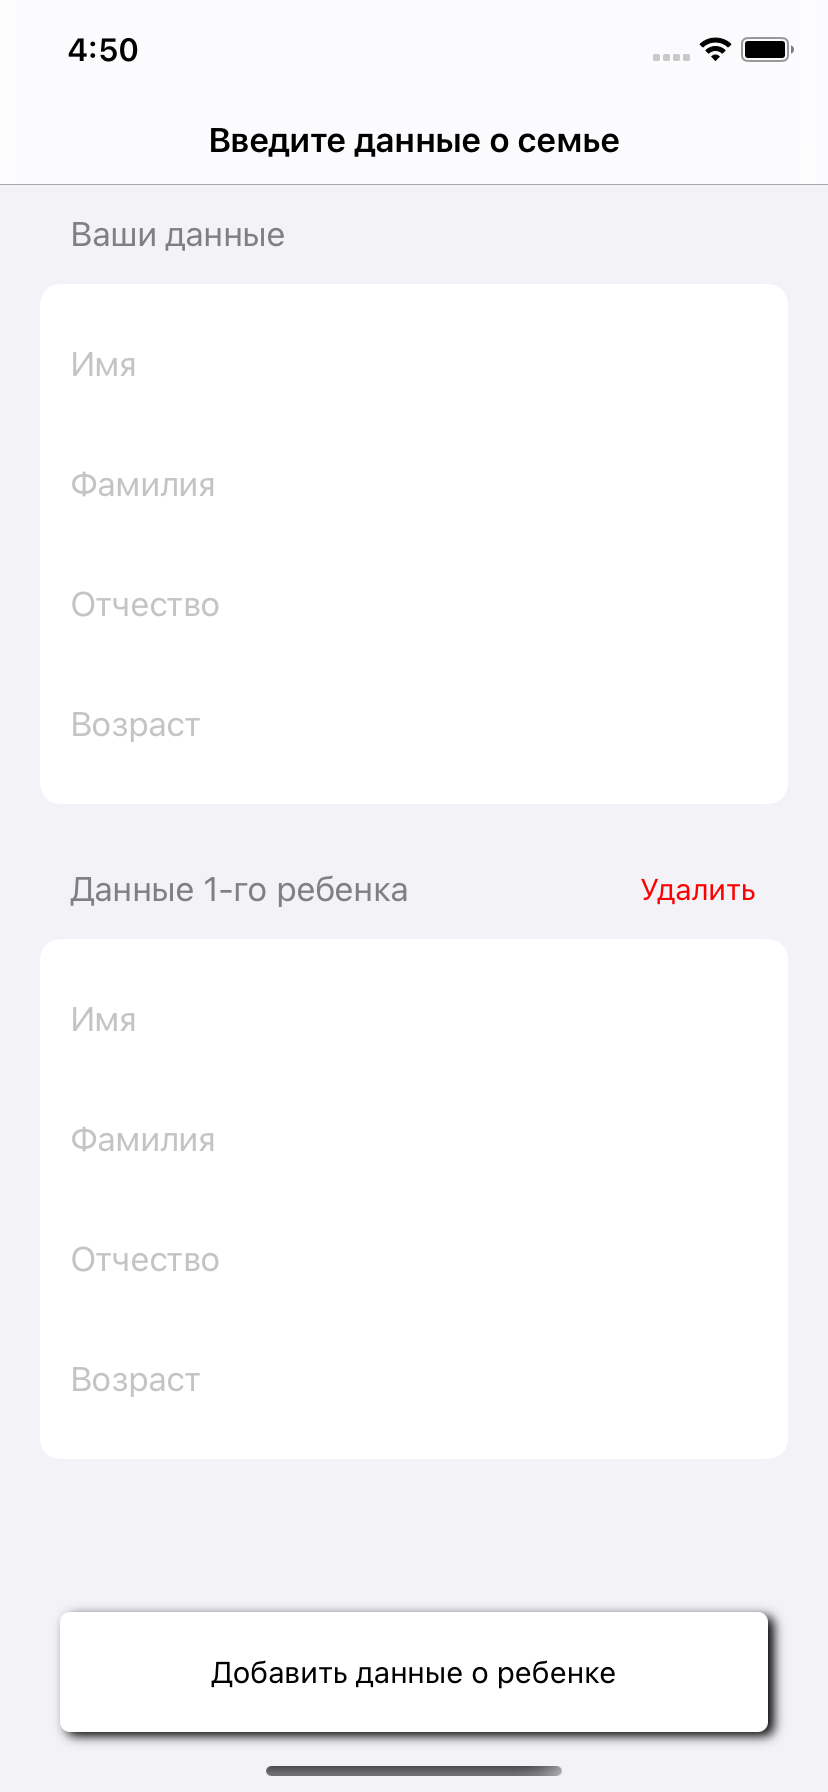 4:50
Введите данные о семье
Ваши данные
Имя
Фамилия
Отчество
Возраст
Данные 1-го ребенка Удалить
Имя
Фамилия
Отчество
Возраст
Добавить данные о ребенке